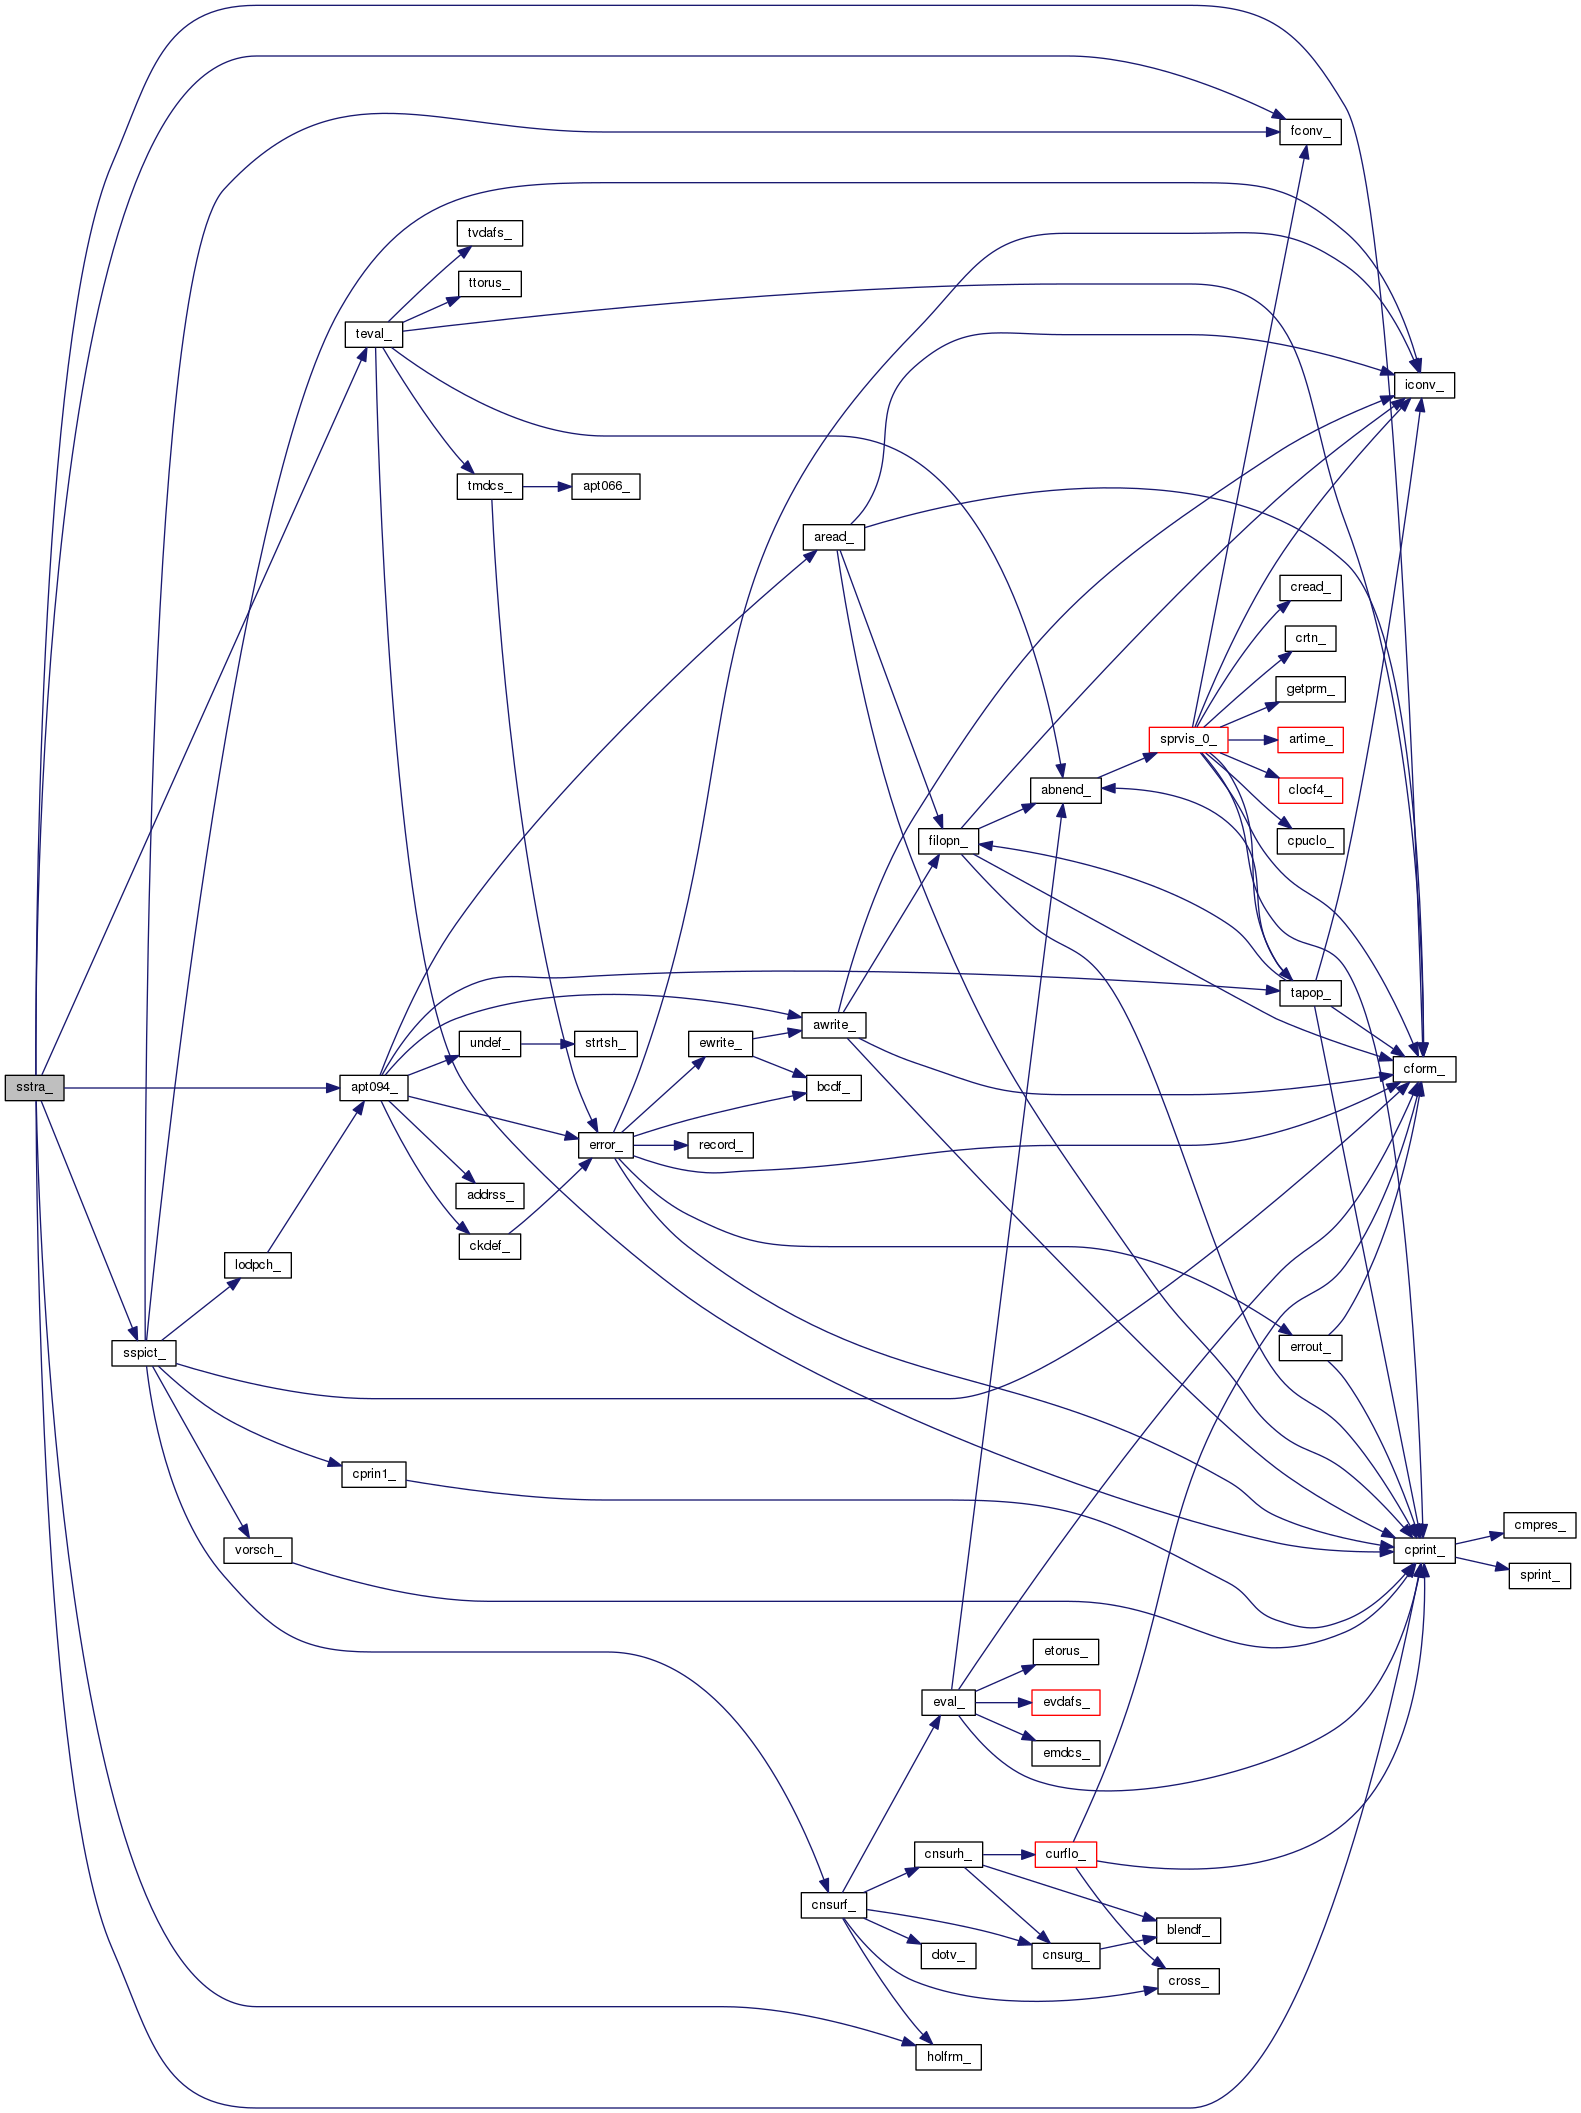 fconv_
tvdafs_
ttorus_
teval_
iconv_
tmdcs_
apt066_
aread_
cread_
crtn_
getprm_
sprvis_0_
artime_
abnend_
clocf4_
filopn_
cpuclo_
tapop_
awrite_
undef_
strtsh_
ewrite_
cform_
sstra_
apt094_
bcdf_
error_
record_
addrss_
ckdef_
lodpch_
errout_
sspict_
cprin1_
cmpres_
vorsch_
cprint_
sprint_
etorus_
eval_
evdafs_
emdcs_
cnsurh_
curflo_
cnsurf_
blendf_
dotv_
cnsurg_
cross_
holfrm_